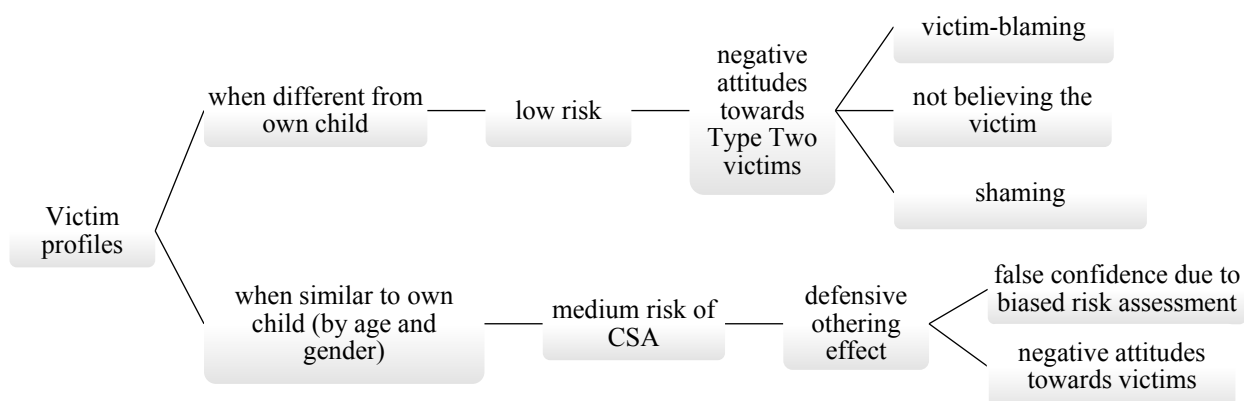 Victim
profiles
when different from
own child
low risk
negative
attitudes
towards
Type Two
victims
victim-blaming
not believing the
victim
shaming
when similar to own
child (by age and
gender)
medium risk of
CSA
defensive
othering
effect
false confidence due to
biased risk assessment
negative attitudes
towards victims